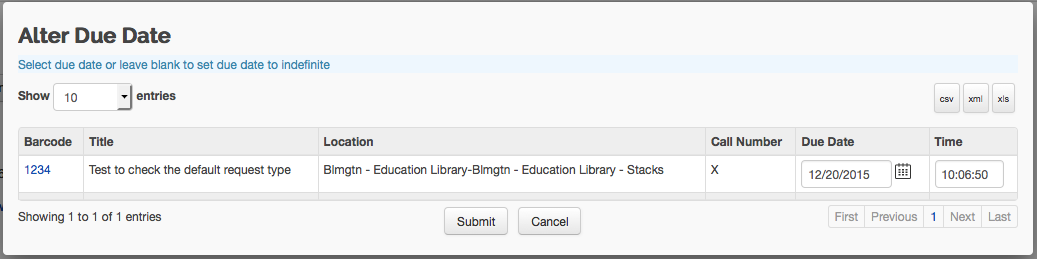 Alter Due Date
Select due date or leave blank to set due date to indefinite
Show 10 entries
csv xml xls
Barcode Title Location Call Number Due Date Time
1234 Test to check the default request type Blmgtn - Education Library-Blmgtn - Education Library - Stacks X 12/20/2015 10:06:50
Showing 1 to 1 of 1 entries Submit Cancel First Previous 1 Next Last